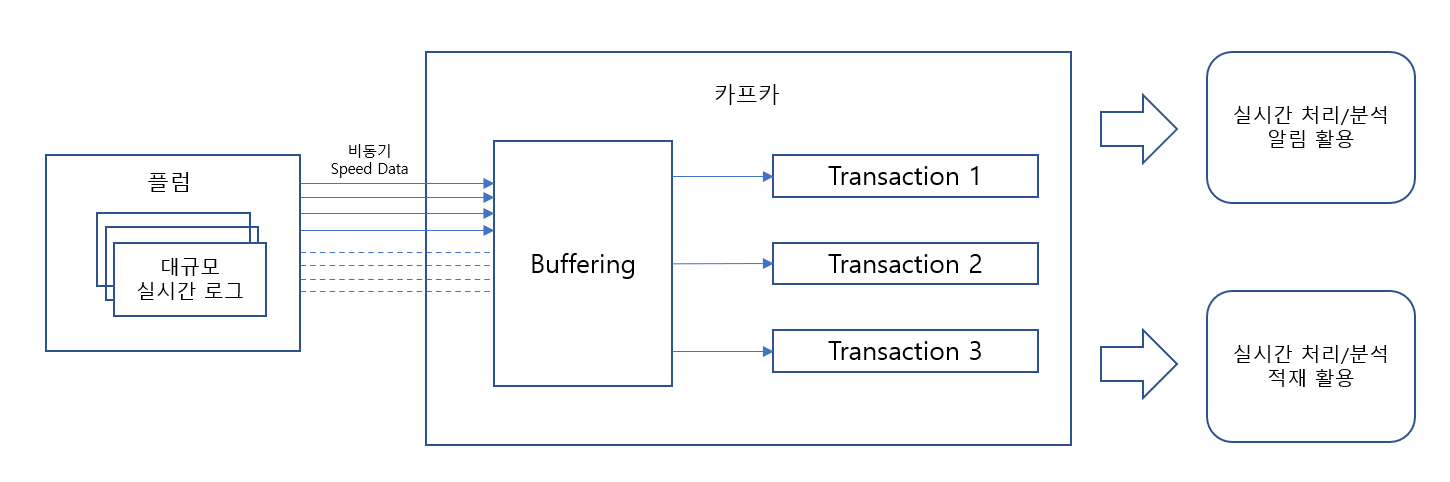 플럼
대규모
실시간 로그
비동기
Speed Data
카프카
Buffering
Transaction 1
Transaction 2
Transaction 3
실시간 처리/분석
알림 활용
실시간 처리/분석
적재 활용